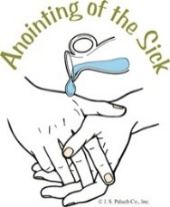 Anointing of the Sick
© J. S. Paluch Co., Inc.